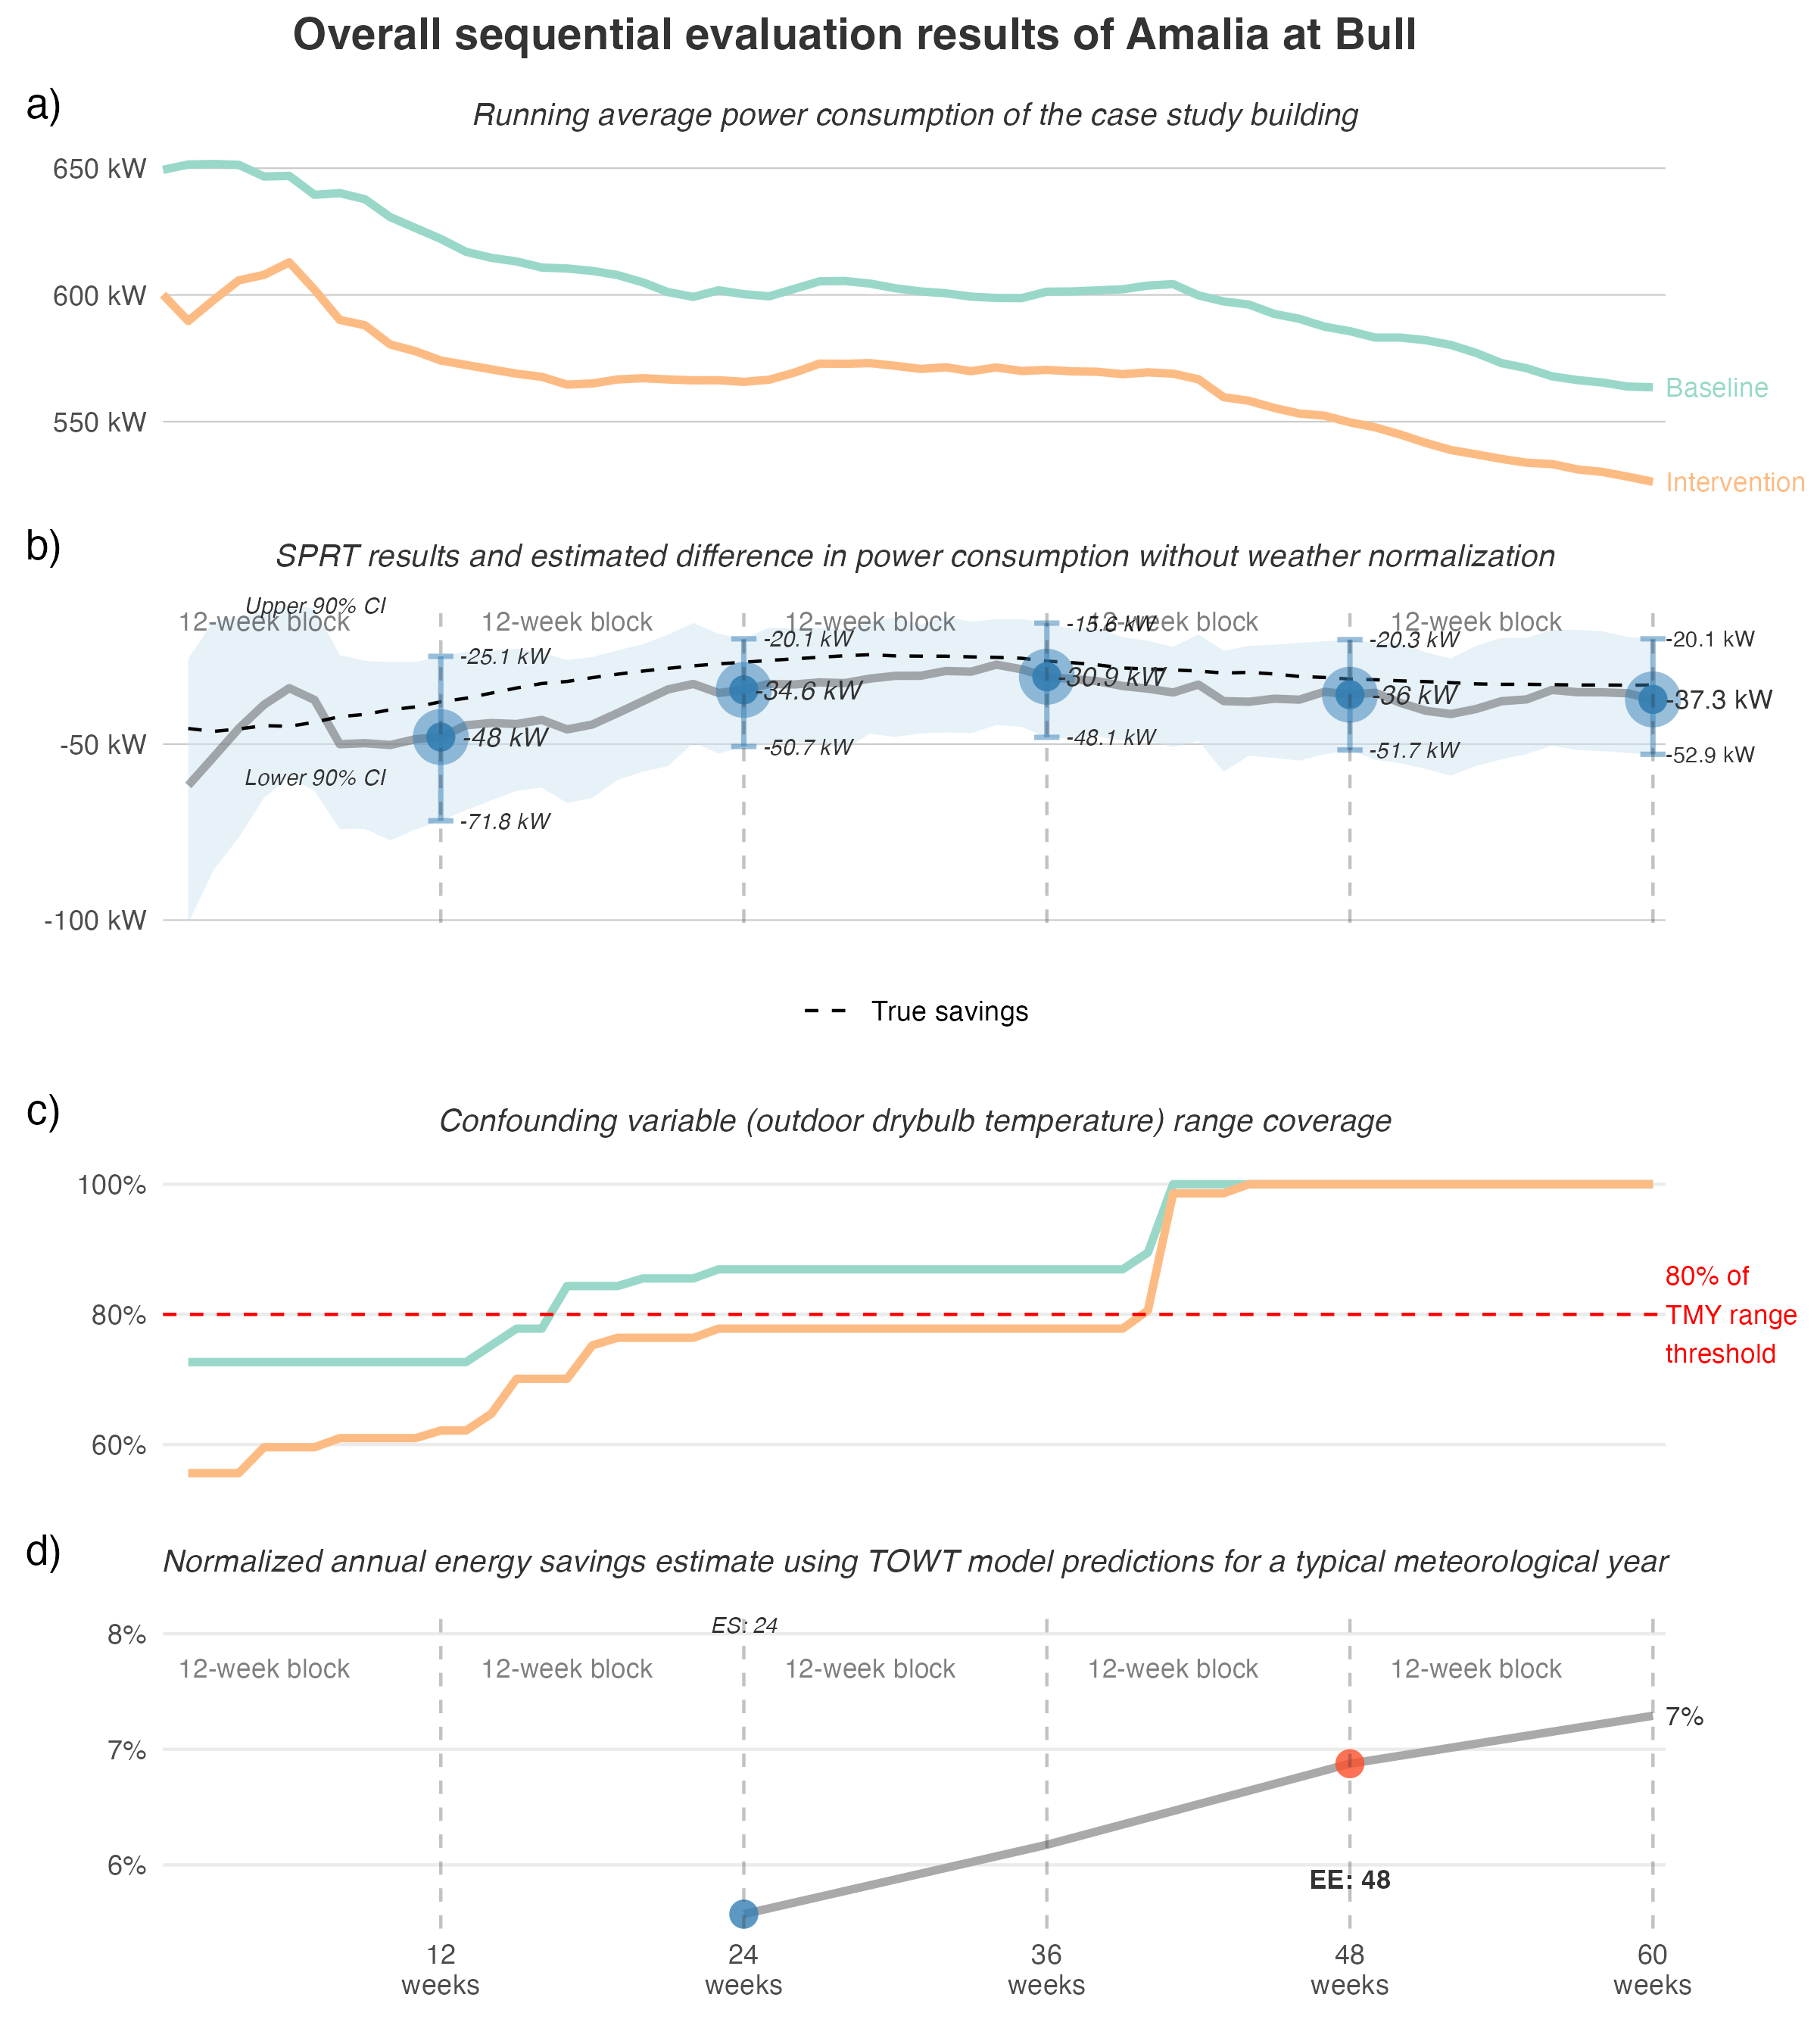 Overall sequential evaluation results of Amalia at Bull
a)
Running average power consumption of the case study building
650 kW
600 kW
550 kW
Baseline
Intervention
b)
SPRT results and estimated difference in power consumption without weather normalization
Upper 90% CI
12-week block
12-week block
12-week block
12-week block
12-week block
-25.1 kW
-20.1 kW
-15.6 kW
-20.3 kW
-20.1 kW
-48 kW
-34.6 kW
-30.9 kW
-36 kW
-37.3 kW
-50 kW
Lower 90% CI
-71.8 kW
-50.7 kW
-48.1 kW
-51.7 kW
-52.9 kW
-100 kW
True savings
c)
Confounding variable (outdoor drybulb temperature) range coverage
100%
80%
60%
80% of
TMY range
threshold
d)
Normalized annual energy savings estimate using TOWT model predictions for a typical meteorological year
8%
7%
6%
ES: 24
12-week block
12-week block
12-week block
12-week block
12-week block
7%
EE: 48
12
weeks
24
weeks
36
weeks
48
weeks
60
weeks